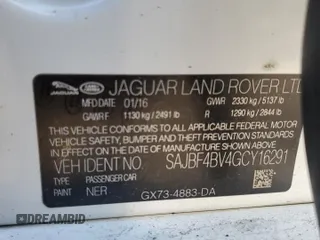 JAGUAR LAND ROVER LTD
JAGUAR
LAND ROVER
MFD DATE 01/16 GVWR 2330 kg / 5137 lb
GAWR F 1130 kg / 2491 lb R 1290 kg / 2844 lb
THIS VEHICLE CONFORMS TO ALL APPLICABLE FEDERAL MOTOR
VEHICLE SAFETY, BUMPER, AND THEFT PREVENTION STANDARDS
IN EFFECT ON THE DATE OF MANUFACTURE SHOWN ABOVE
VEH IDENT NO SAJBF4BV4GCY16291
TYPE PASSENGER CAR
PAINT NER GX73-4883-DA
DREAMBID